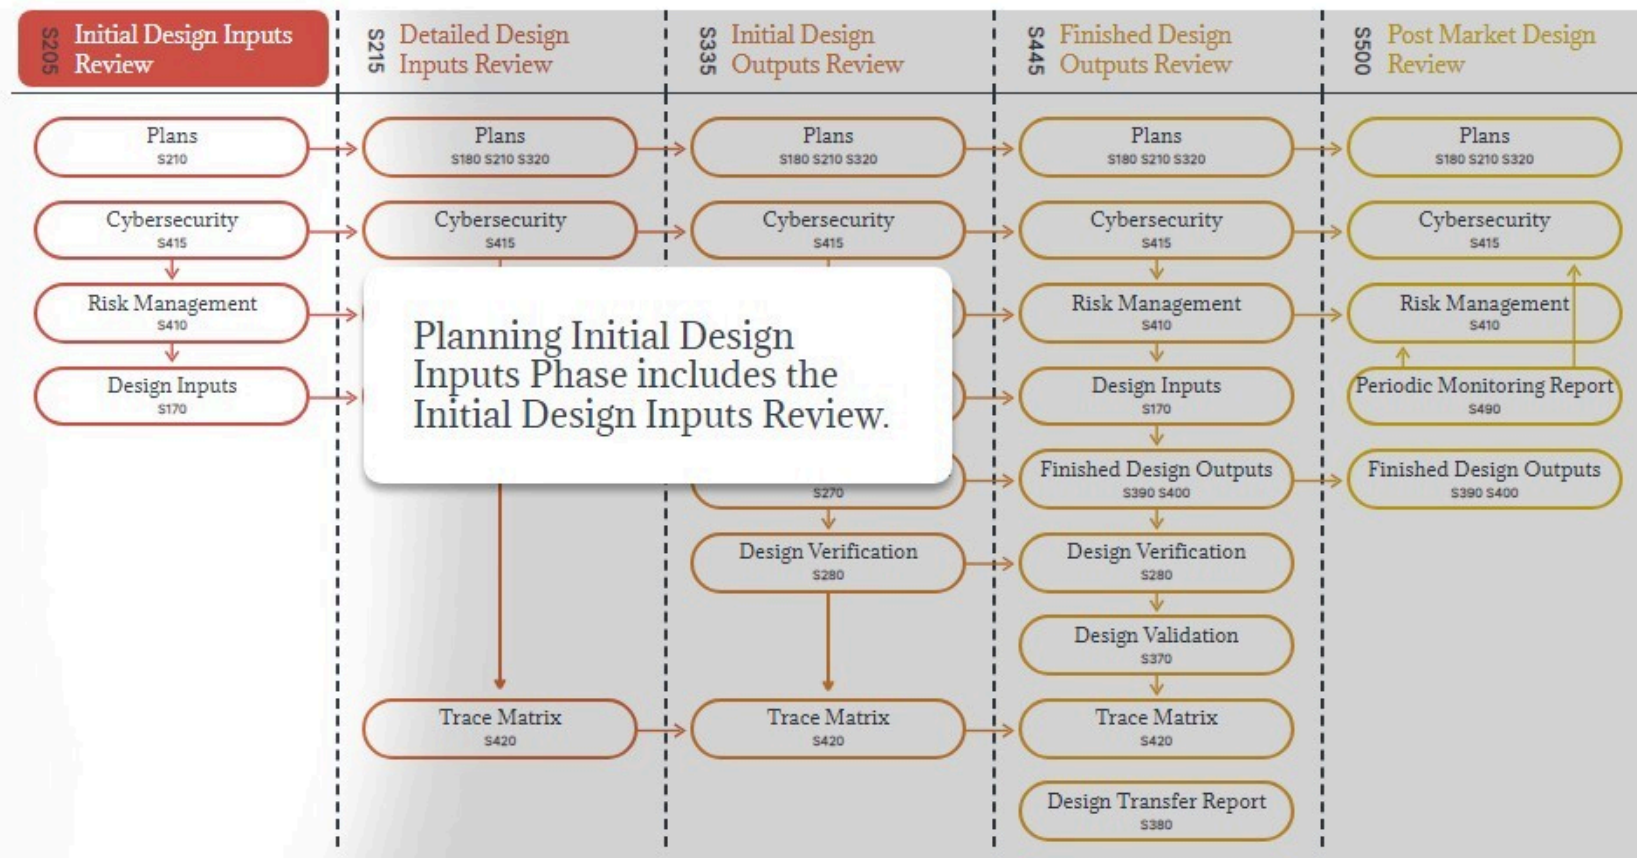 S205
Initial Design Inputs
Review
S215
Detailed Design
Inputs Review
S335
Initial Design
Outputs Review
S445
Finished Design
Outputs Review
S500
Post Market Design
Review
Plans
S210
Plans
S180 S210 S320
Plans
S180 S210 S320
Plans
S180 S210 S320
Plans
S180 S210 S320
Cybersecurity
S415
Cybersecurity
S415
Cybersecurity
S415
Cybersecurity
S415
Cybersecurity
S415
Risk Management
S410
Risk Management
S410
Risk Management
S410
Planning Initial Design
Inputs Phase includes the
Initial Design Inputs Review.
Design Inputs
S170
Design Inputs
S170
Periodic Monitoring Report
S490
S270
Finished Design Outputs
S390 S400
Finished Design Outputs
S390 S400
Design Verification
S280
Design Verification
S280
Design Validation
S370
Trace Matrix
S420
Trace Matrix
S420
Trace Matrix
S420
Design Transfer Report
S380